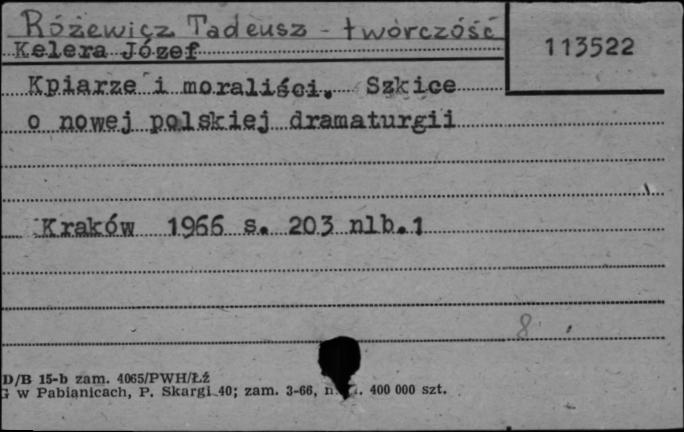 Różewicz Tadeusz - twórczość
Kelera Józef
113522
Kpiarze i moraliści. Szkice
o nowej polskiej dramaturgii
Kraków 1966 s. 203 nlb.1
8
D/B 15-b zam. 4065/PWH/Łź
w Pabianicach, P. Skargi 40; zam. 3-66, 400 000 szt.